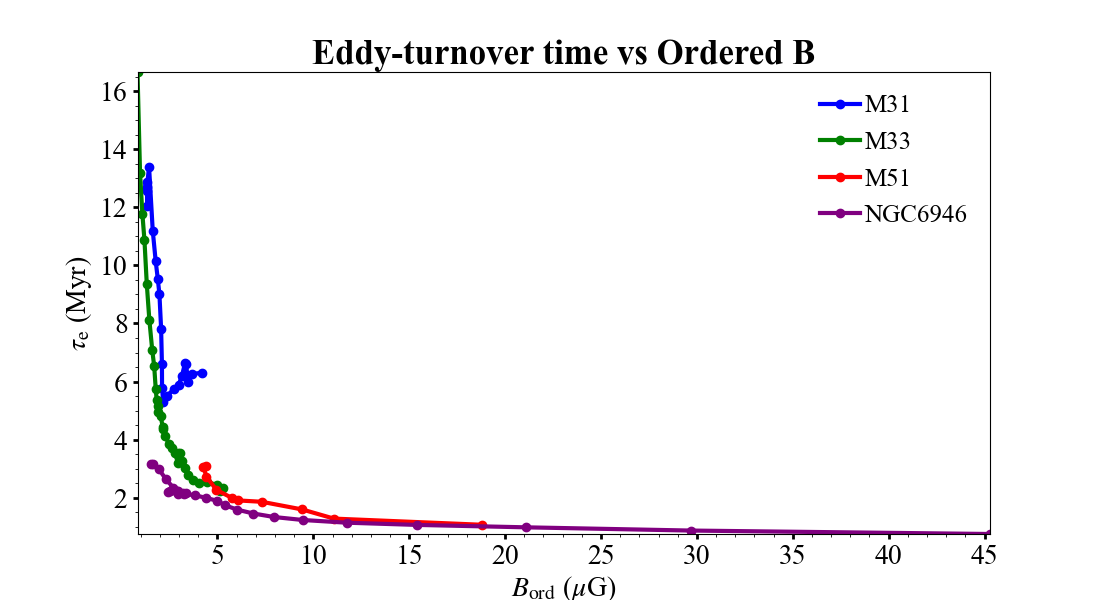 Eddy-turnover time vs Ordered B
τe (Myr)
16
14
12
10
8
6
4
2
M31
M33
M51
NGC6946
5 10 15 20 25 30 35 40 45
Bord (μG)